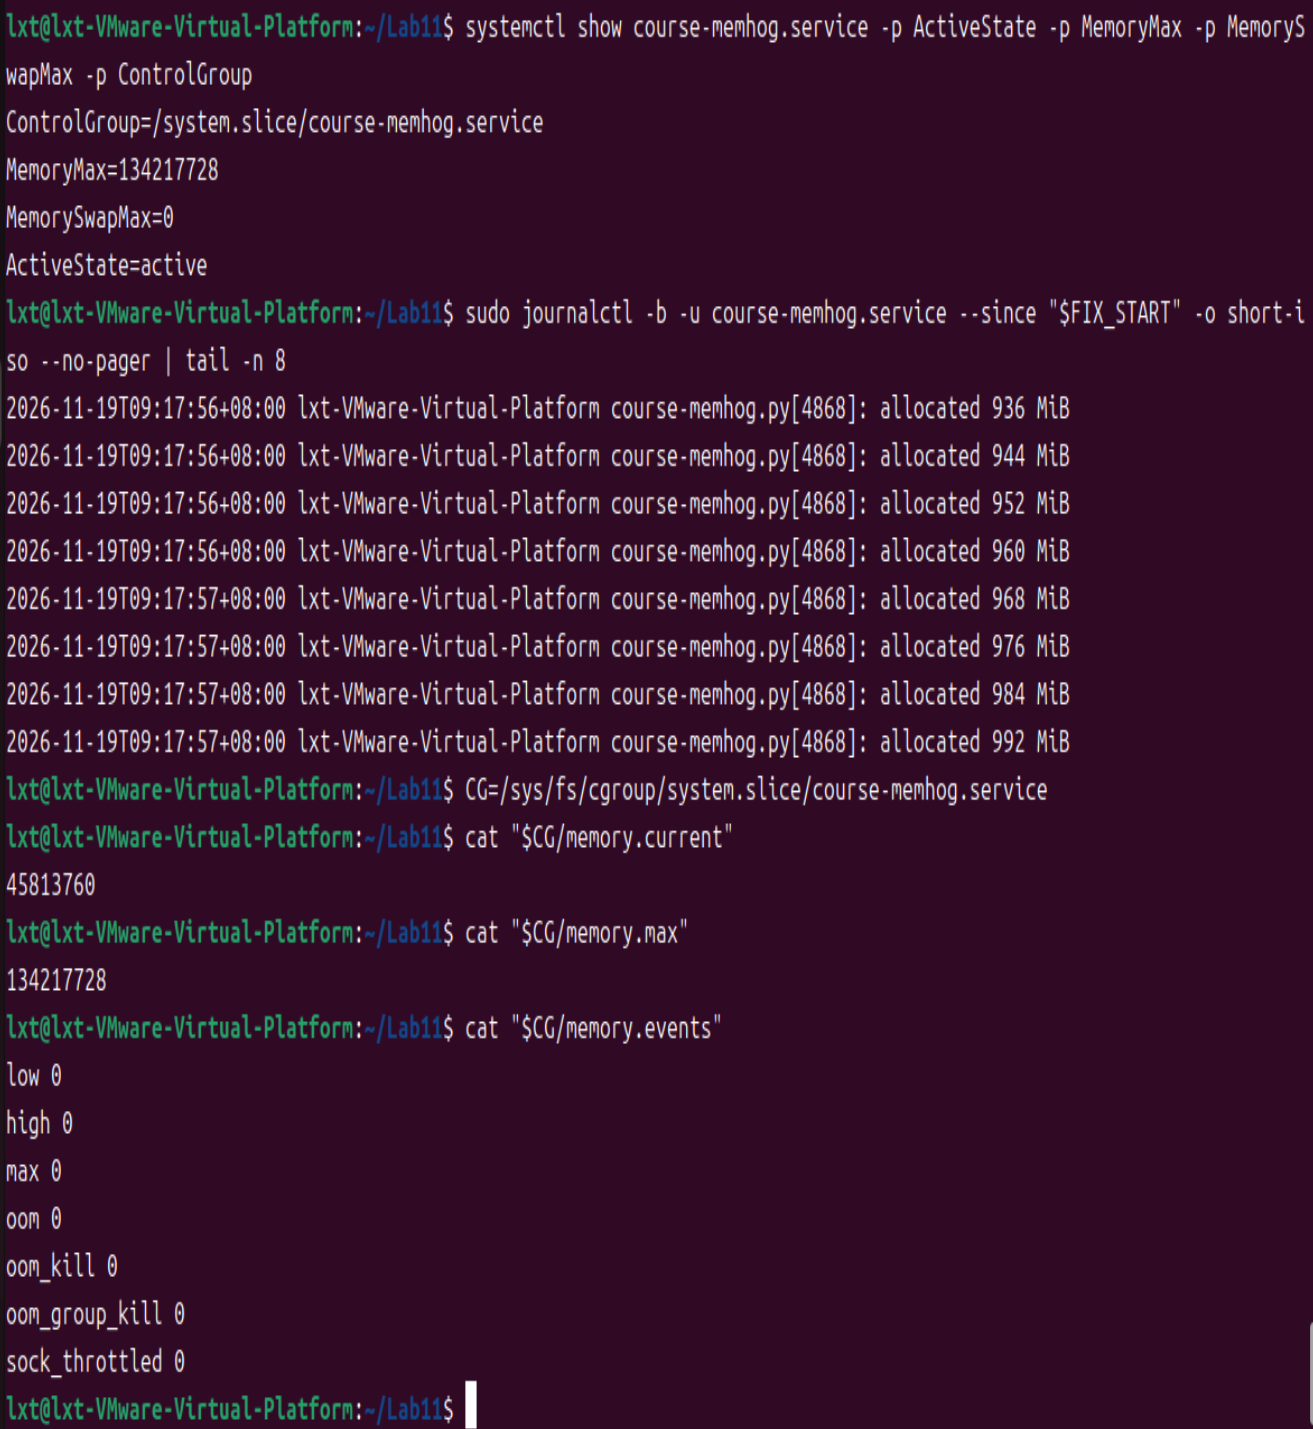 lxt@lxt-VMware-Virtual-Platform:~/Lab11$ systemctl show course-memhog.service -p ActiveState -p MemoryMax -p MemoryS
wapMax -p ControlGroup
ControlGroup=/system.slice/course-memhog.service
MemoryMax=134217728
MemorySwapMax=0
ActiveState=active
lxt@lxt-VMware-Virtual-Platform:~/Lab11$ sudo journalctl -b -u course-memhog.service --since "$FIX_START" -o short-i
so --no-pager | tail -n 8
2026-11-19T09:17:56+08:00 lxt-VMware-Virtual-Platform course-memhog.py[4868]: allocated 936 MiB
2026-11-19T09:17:56+08:00 lxt-VMware-Virtual-Platform course-memhog.py[4868]: allocated 944 MiB
2026-11-19T09:17:56+08:00 lxt-VMware-Virtual-Platform course-memhog.py[4868]: allocated 952 MiB
2026-11-19T09:17:56+08:00 lxt-VMware-Virtual-Platform course-memhog.py[4868]: allocated 960 MiB
2026-11-19T09:17:57+08:00 lxt-VMware-Virtual-Platform course-memhog.py[4868]: allocated 968 MiB
2026-11-19T09:17:57+08:00 lxt-VMware-Virtual-Platform course-memhog.py[4868]: allocated 976 MiB
2026-11-19T09:17:57+08:00 lxt-VMware-Virtual-Platform course-memhog.py[4868]: allocated 984 MiB
2026-11-19T09:17:57+08:00 lxt-VMware-Virtual-Platform course-memhog.py[4868]: allocated 992 MiB
lxt@lxt-VMware-Virtual-Platform:~/Lab11$ CG=/sys/fs/cgroup/system.slice/course-memhog.service
lxt@lxt-VMware-Virtual-Platform:~/Lab11$ cat "$CG/memory.current"
45813760
lxt@lxt-VMware-Virtual-Platform:~/Lab11$ cat "$CG/memory.max"
134217728
lxt@lxt-VMware-Virtual-Platform:~/Lab11$ cat "$CG/memory.events"
low 0
high 0
max 0
oom 0
oom_kill 0
oom_group_kill 0
sock_throttled 0
lxt@lxt-VMware-Virtual-Platform:~/Lab11$